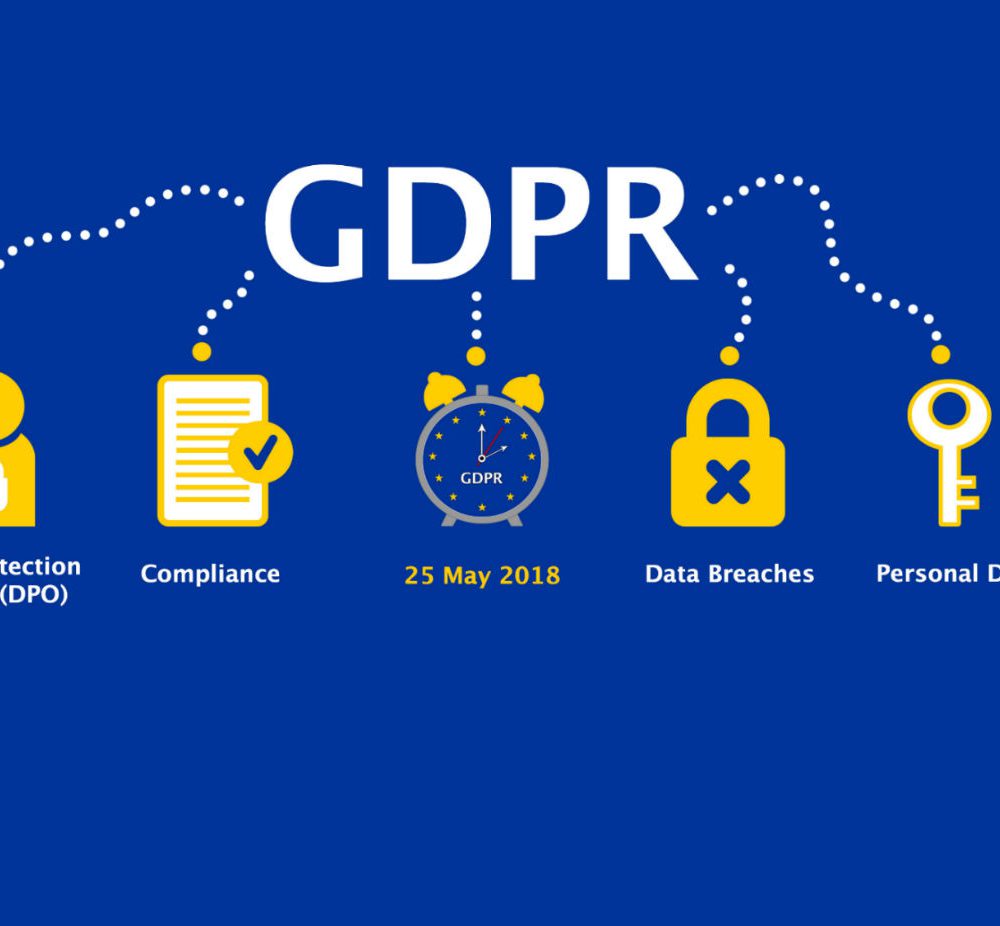 GDPR
tection
(DPO)
Compliance
GDPR
25 May 2018
Data Breaches
Personal D